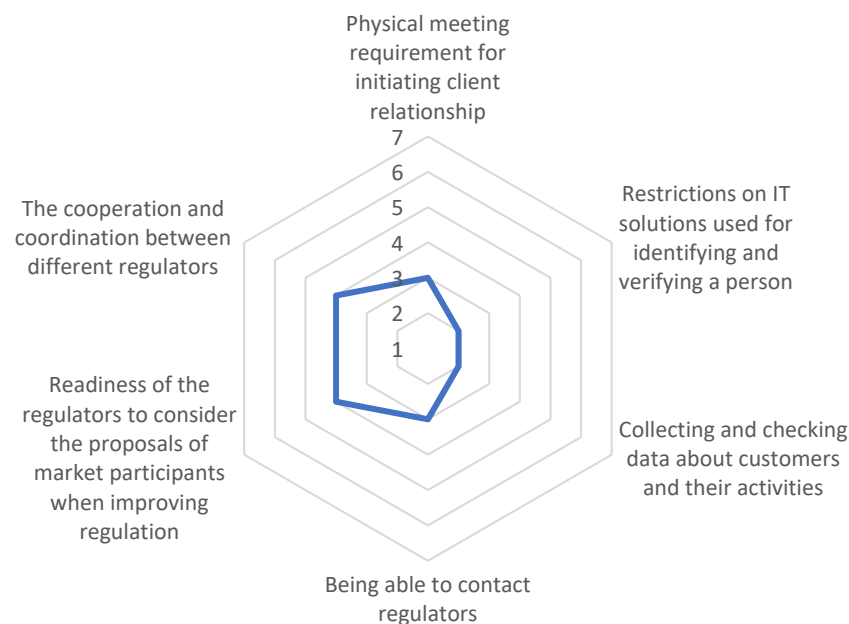 Physical meeting
requirement for
initiating client
relationship
7
6
5
4
3
2
1
Restrictions on IT
solutions used for
identifying and
verifying a person
Collecting and checking
data about customers
and their activities
Being able to contact
regulators
Readiness of the
regulators to consider
the proposals of
market participants
when improving
regulation
The cooperation and
coordination between
different regulators